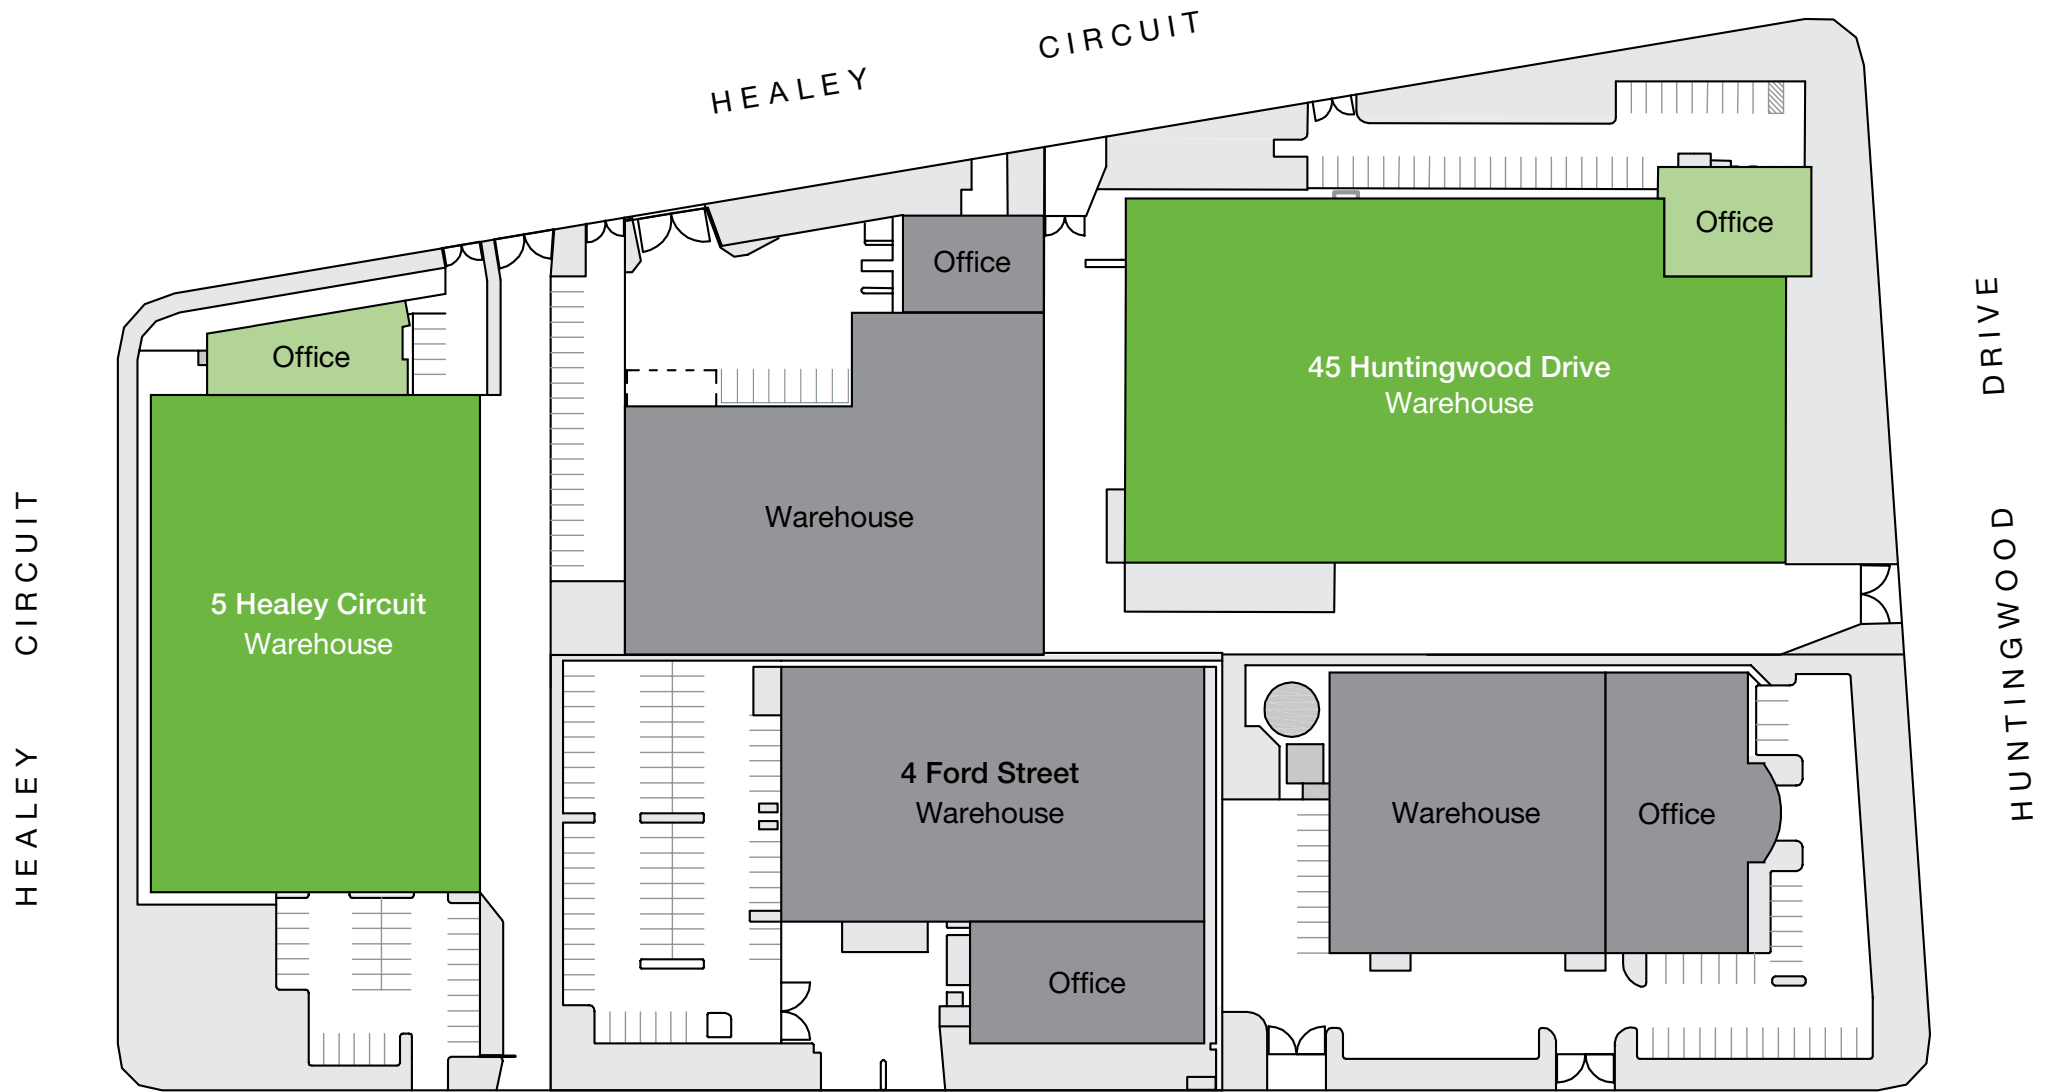 HEALEY CIRCUIT
Office
Office
Office
45 Huntingwood Drive
Warehouse
HUNTINGWOOD DRIVE
Warehouse
5 Healey Circuit
Warehouse
HEALEY CIRCUIT
4 Ford Street
Warehouse
Warehouse
Office
Office